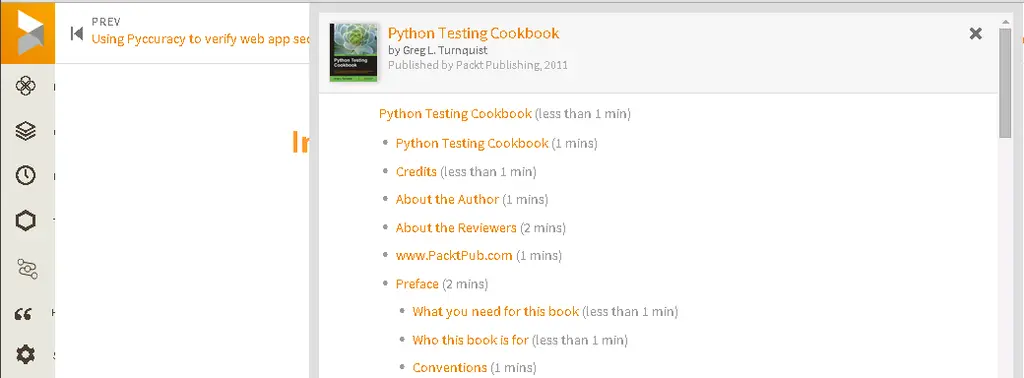 PREV
Using Pyccuracy to verify web app sec
In
Python Testing Cookbook
by Greg L. Turnquist
Published by Packt Publishing, 2011
Python Testing
Cookbook
Python Testing Cookbook (less than 1 min)
• Python Testing Cookbook (1 mins)
• Credits (less than 1 min)
• About the Author (1 mins)
• About the Reviewers (2 mins)
• www.PacktPub.com (1 mins)
• Preface (2 mins)
• What you need for this book (less than 1 min)
• Who this book is for (less than 1 min)
• Conventions (1 mins)